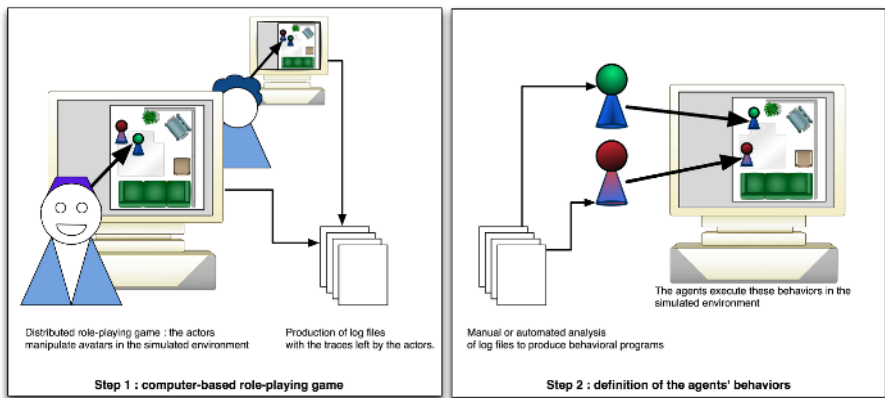 Distributed role-playing game : the actors
manipulate avatars in the simulated environment
Production of log files
with the traces left by the actors.
Step 1 : computer-based role-playing game
The agents execute these behaviors in the
simulated environment
Manual or automated analysis
of log files to produce behavioral programs
Step 2 : definition of the agents' behaviors